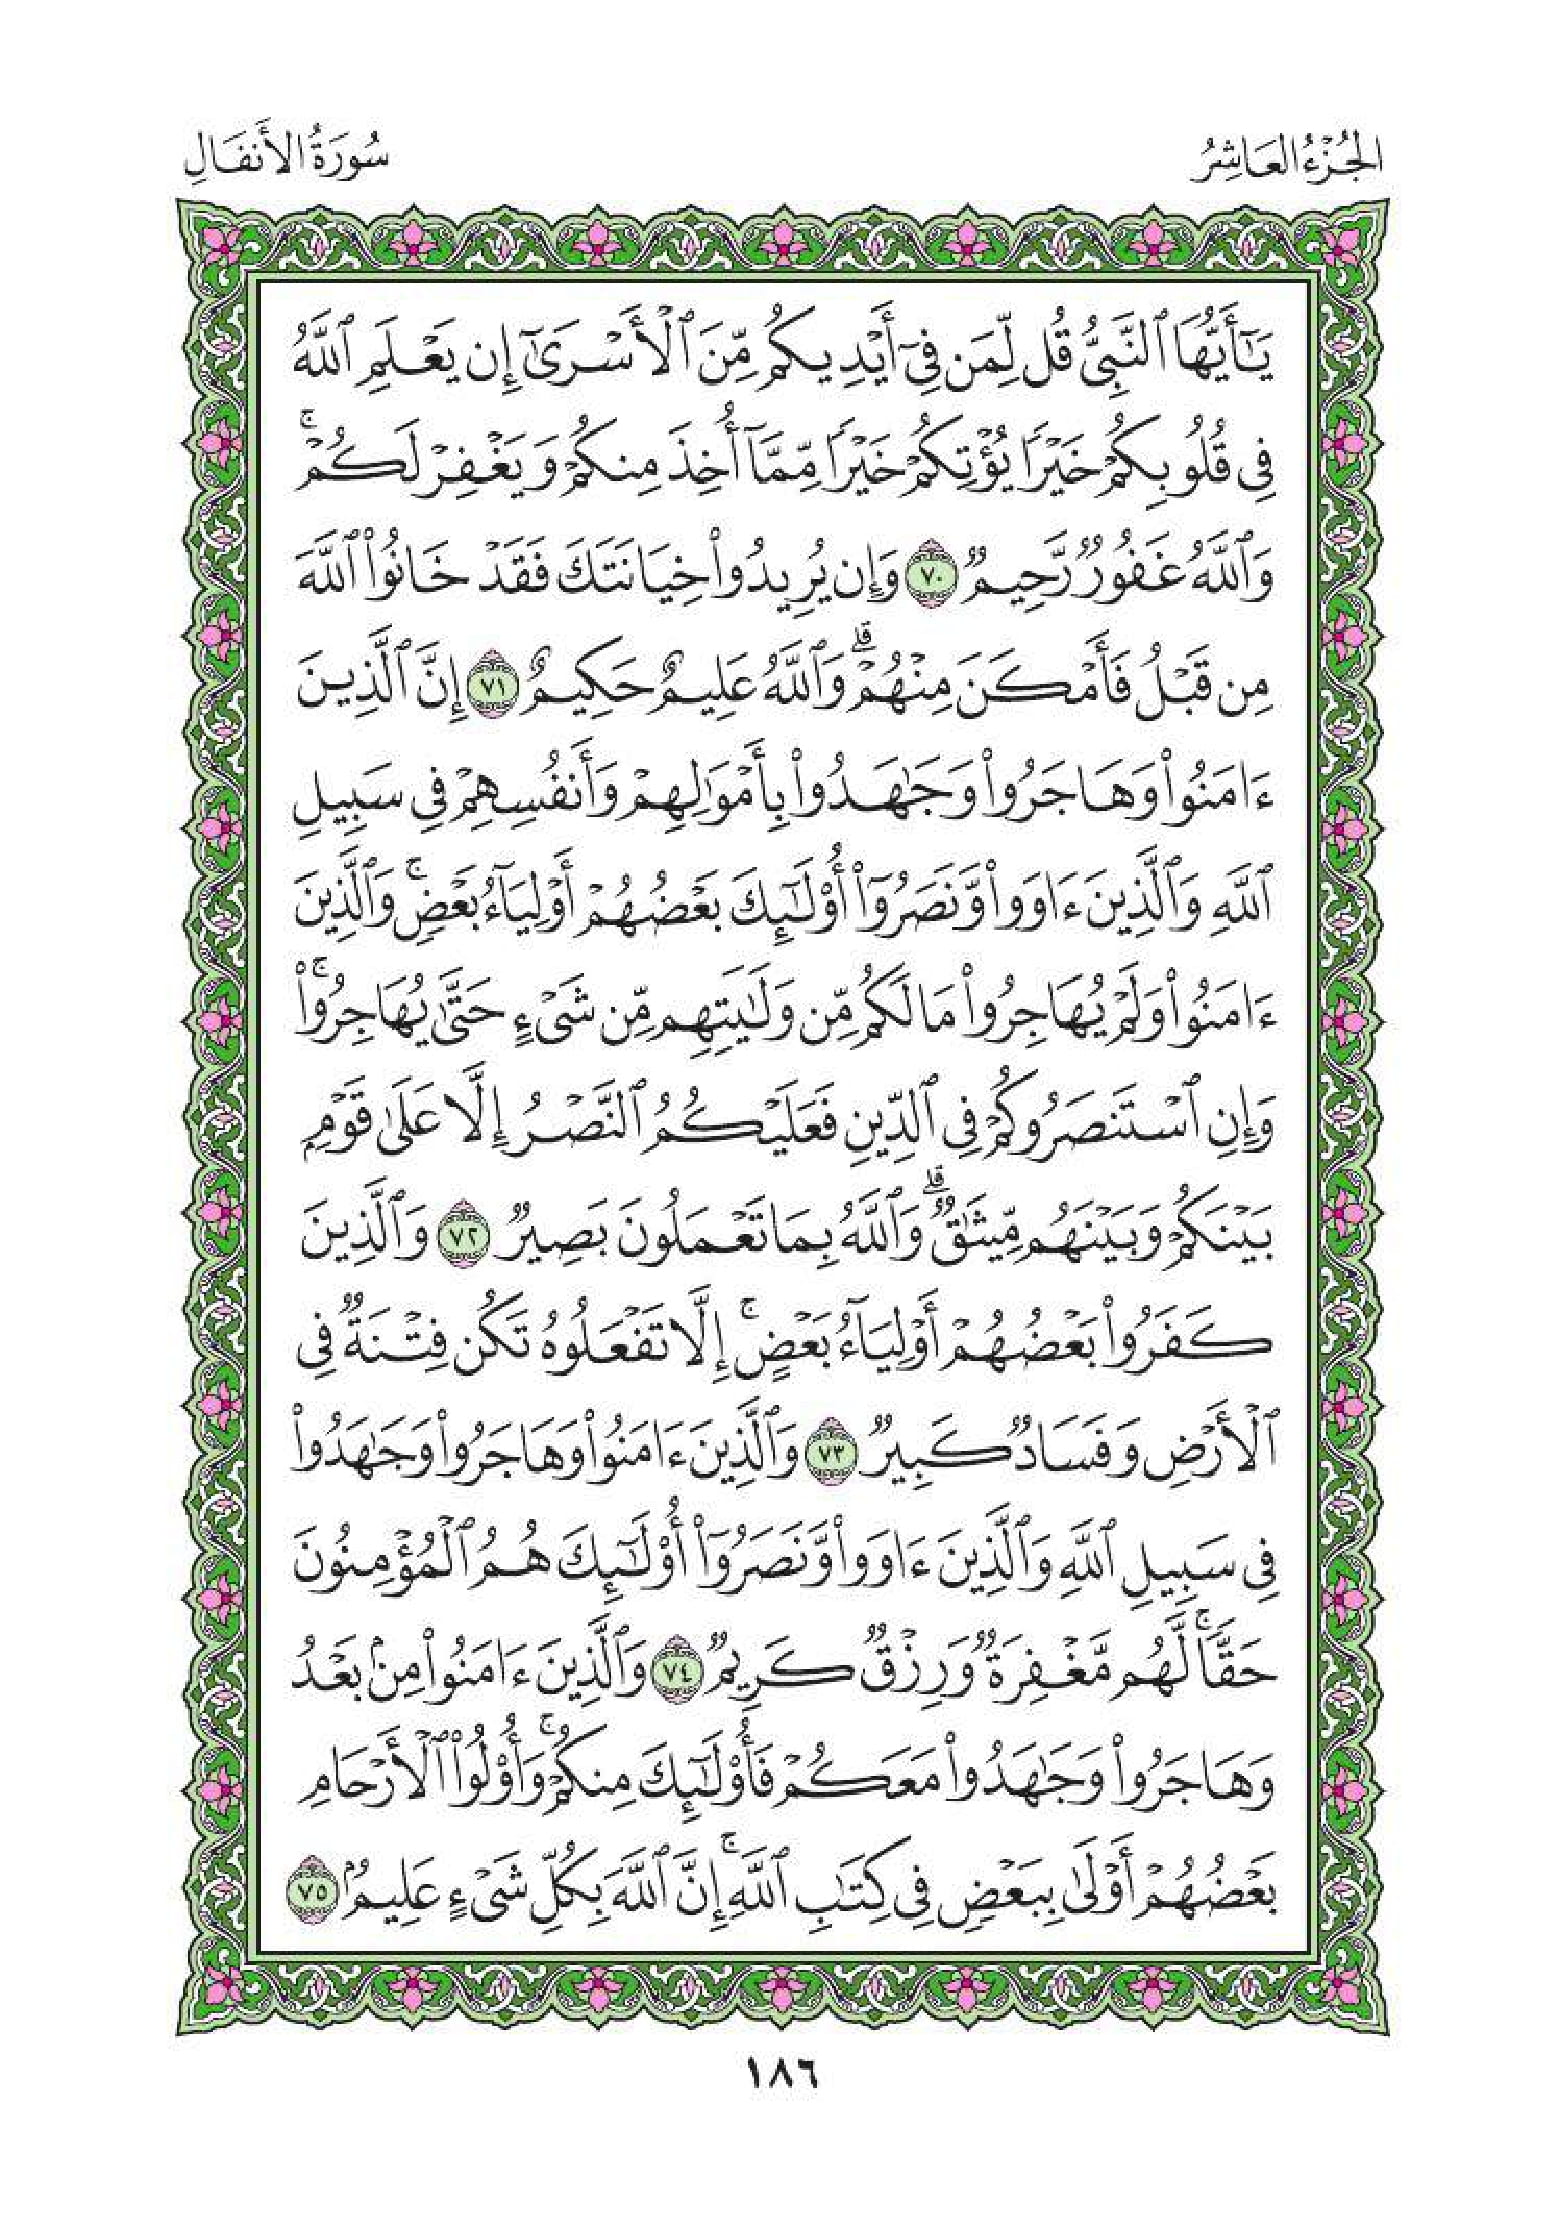 الجُزْءُ العَاشِرُ
سُورَةُ الأَنفَالِ
يَٰٓأَيُّهَا ٱلنَّبِىُّ قُل لِّمَن فِىٓ أَيْدِيكُم مِّنَ ٱلْأَسْرَىٰٓ إِن يَعْلَمِ ٱللَّهُ
فِى قُلُوبِكُمْ خَيْرًا يُؤْتِكُمْ خَيْرًا مِّمَّآ أُخِذَ مِنكُمْ وَيَغْفِرْ لَكُمْ ۚ
وَٱللَّهُ غَفُورٌ رَّحِيمٌ ٧٠ وَإِن يُرِيدُوا۟ خِيَانَتَكَ فَقَدْ خَانُوا۟ ٱللَّهَ
مِن قَبْلُ فَأَمْكَنَ مِنْهُمْ ۗ وَٱللَّهُ عَلِيمٌ حَكِيمٌ ٧١ إِنَّ ٱلَّذِينَ
ءَامَنُوا۟ وَهَاجَرُوا۟ وَجَٰهَدُوا۟ بِأَمْوَٰلِهِمْ وَأَنفُسِهِمْ فِى سَبِيلِ
ٱللَّهِ وَٱلَّذِينَ ءَاوَوا۟ وَّنَصَرُوٓا۟ أُو۟لَٰٓئِكَ بَعْضُهُمْ أَوْلِيَآءُ بَعْضٍ ۚ وَٱلَّذِينَ
ءَامَنُوا۟ وَلَمْ يُهَاجِرُوا۟ مَا لَكُم مِّن وَلَٰيَتِهِم مِّن شَىْءٍ حَتَّىٰ يُهَاجِرُوا۟ ۚ
وَإِنِ ٱسْتَنصَرُوكُمْ فِى ٱلدِّينِ فَعَلَيْكُمُ ٱلنَّصْرُ إِلَّا عَلَىٰ قَوْمٍۭ
بَيْنَكُمْ وَبَيْنَهُم مِّيثَٰقٌ ۗ وَٱللَّهُ بِمَا تَعْمَلُونَ بَصِيرٌ ٧٢ وَٱلَّذِينَ
كَفَرُوا۟ بَعْضُهُمْ أَوْلِيَآءُ بَعْضٍ ۚ إِلَّا تَفْعَلُوهُ تَكُن فِتْنَةٌ فِى
ٱلْأَرْضِ وَفَسَادٌ كَبِيرٌ ٧٣ وَٱلَّذِينَ ءَامَنُوا۟ وَهَاجَرُوا۟ وَجَٰهَدُوا۟
فِى سَبِيلِ ٱللَّهِ وَٱلَّذِينَ ءَاوَوا۟ وَّنَصَرُوٓا۟ أُو۟لَٰٓئِكَ هُمُ ٱلْمُؤْمِنُونَ
حَقًّا ۚ لَّهُم مَّغْفِرَةٌ وَرِزْقٌ كَرِيمٌ ٧٤ وَٱلَّذِينَ ءَامَنُوا۟ مِنۢ بَعْدُ
وَهَاجَرُوا۟ وَجَٰهَدُوا۟ مَعَكُمْ فَأُو۟لَٰٓئِكَ مِنكُمْ ۚ وَأُو۟لُوا۟ ٱلْأَرْحَامِ
بَعْضُهُمْ أَوْلَىٰ بِبَعْضٍ فِى كِتَٰبِ ٱللَّهِ ۚ إِنَّ ٱللَّهَ بِكُلِّ شَىْءٍ عَلِيمٌۢ ٧٥
١٨٦